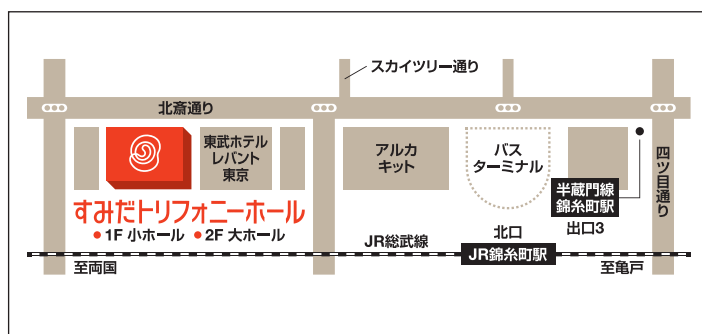 スカイツリー通り
北斎通り
東武ホテル
レバント
東京
アルカ
キット
バス
ターミナル
四ツ目通り
半蔵門線
錦糸町駅
出口3
すみだトリフォニーホール
●1F 小ホール ●2F 大ホール
JR総武線
北口
JR錦糸町駅
至両国
至亀戸